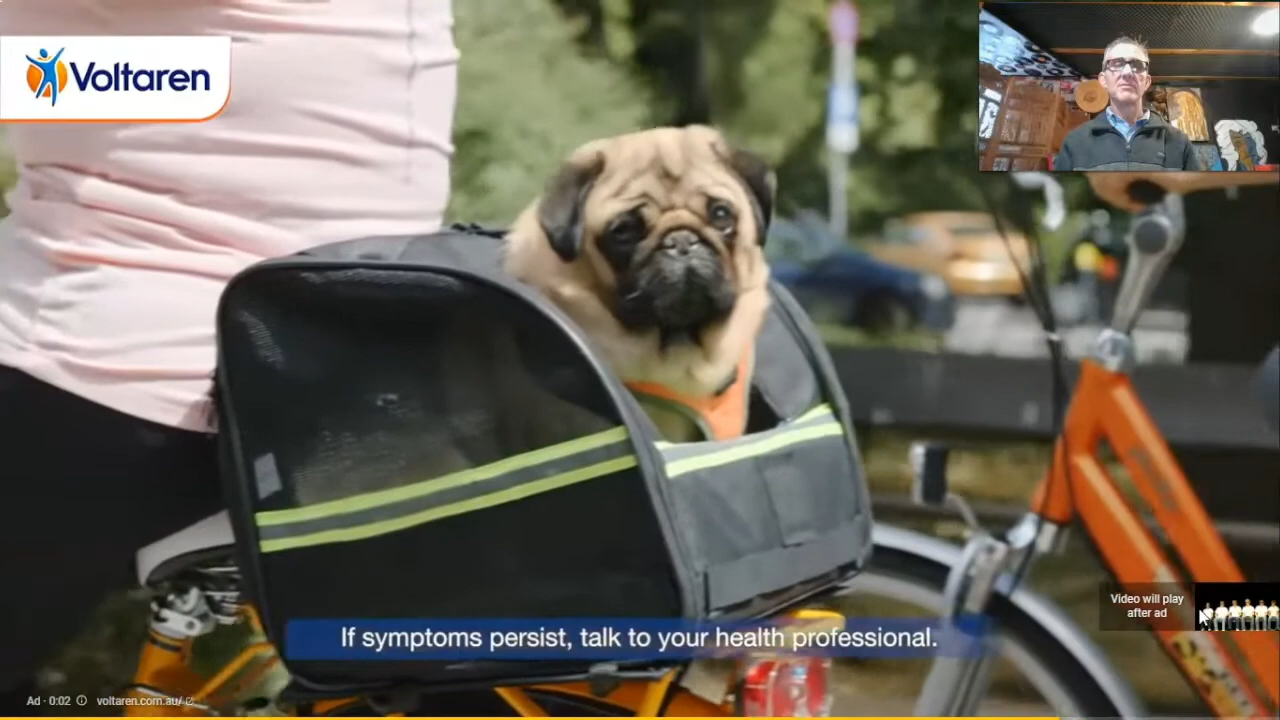 Voltaren
If symptoms persist, talk to your health professional.
Video will play
after ad
Ad · 0:02
voltaren.com.au/